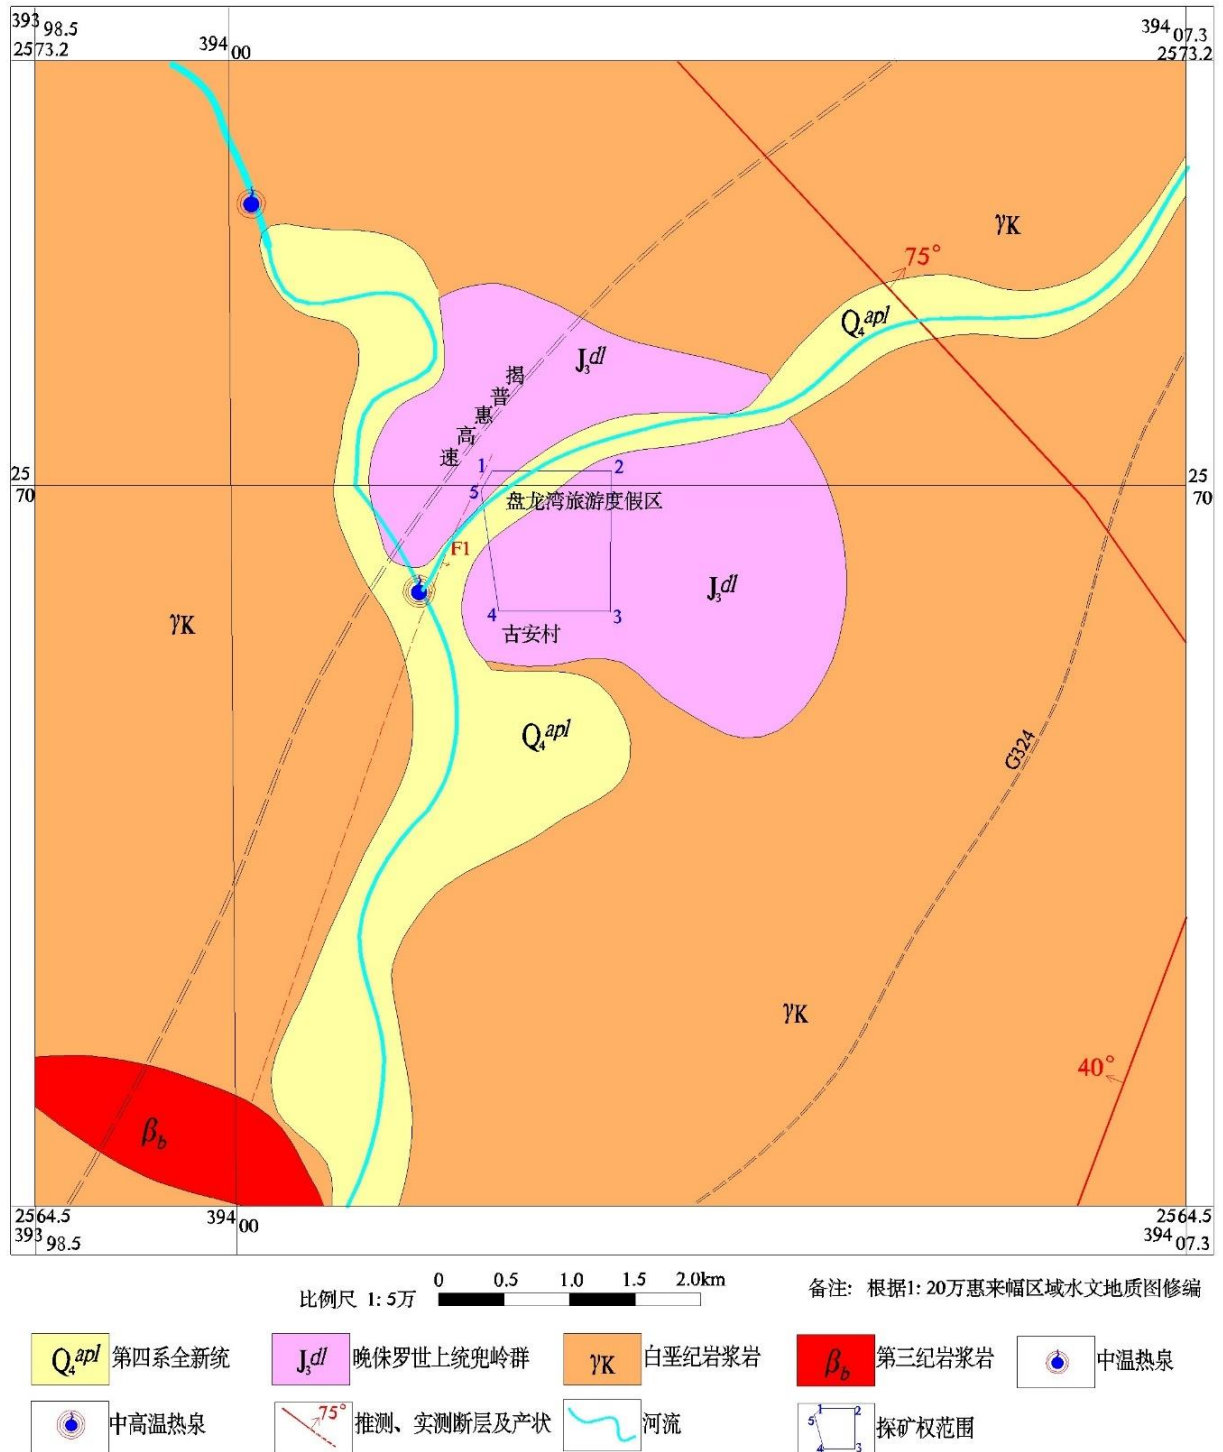 393 98.5
2573.2
394 00
394 07.3
2573.2
γK
75°
Q4apl
J3dl
揭普惠高速
25
70
1
2
5
盘龙湾旅游度假区
25
70
F1
J3dl
γK
4
3
古安村
Q4apl
G324
γK
40°
βb
2564.5
393 98.5
394 00
2564.5
394 07.3
比例尺 1: 5万
0 0.5 1.0 1.5 2.0km
备注: 根据1: 20万惠来幅区域水文地质图修编
Q4apl 第四系全新统
J3dl 晚侏罗世上统兜岭群
γK 白垩纪岩浆岩
βb 第三纪岩浆岩
中温热泉
中高温热泉
75° 推测、实测断层及产状
河流
1 2 5 4 3 探矿权范围